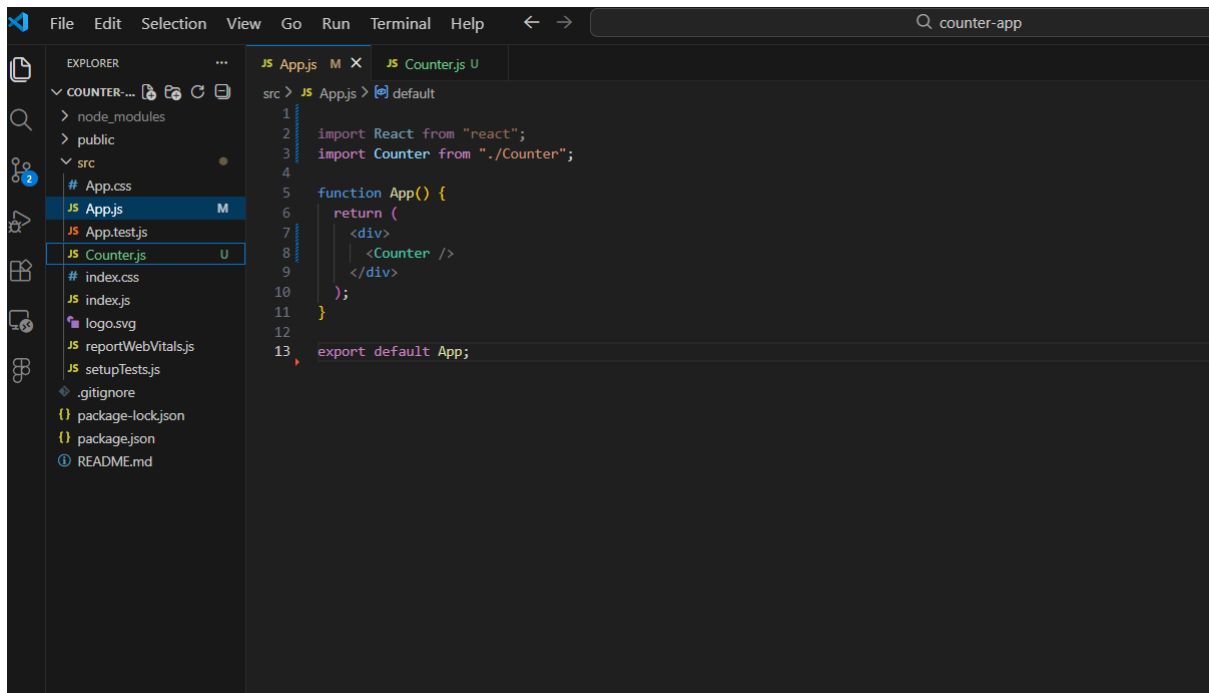 File Edit Selection View Go Run Terminal Help
counter-app
EXPLORER
COUNTER-...
node_modules
public
src
# App.css
JS App.js M
JS App.test.js
JS Counter.js U
# index.css
JS index.js
logo.svg
JS reportWebVitals.js
JS setupTests.js
.gitignore
{} package-lock.json
{} package.json
README.md
2
JS App.js M
JS Counter.js U
src > JS App.js > default
1
2 import React from "react";
3 import Counter from "./Counter";
4
5 function App() {
6 return (
7 <div>
8 <Counter />
9 </div>
10 );
11 }
12
13 export default App;